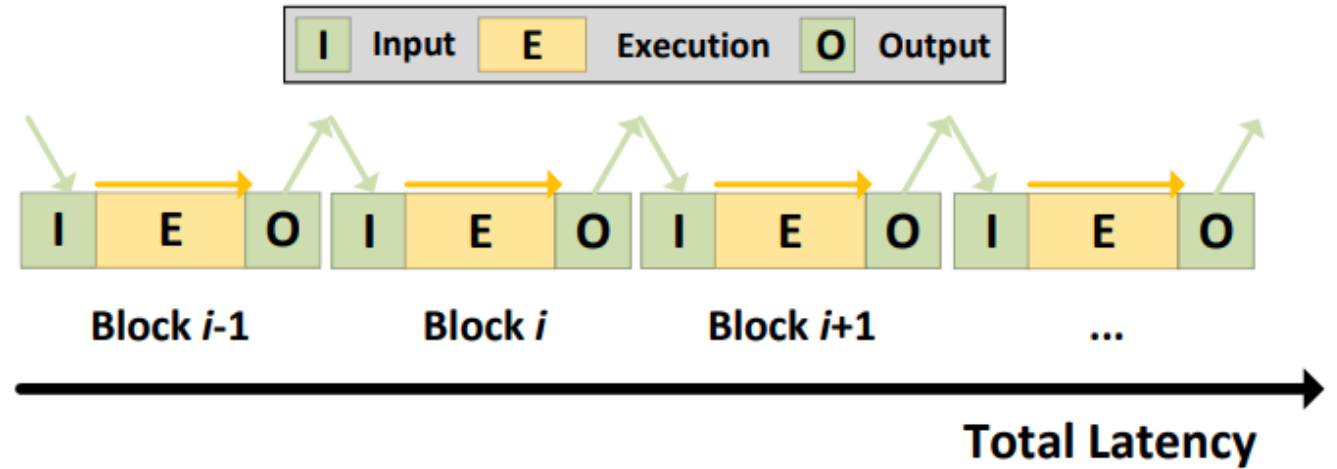 I Input E Execution O Output
I E O I E O I E O I E O
Block i-1 Block i Block i+1 ...
Total Latency